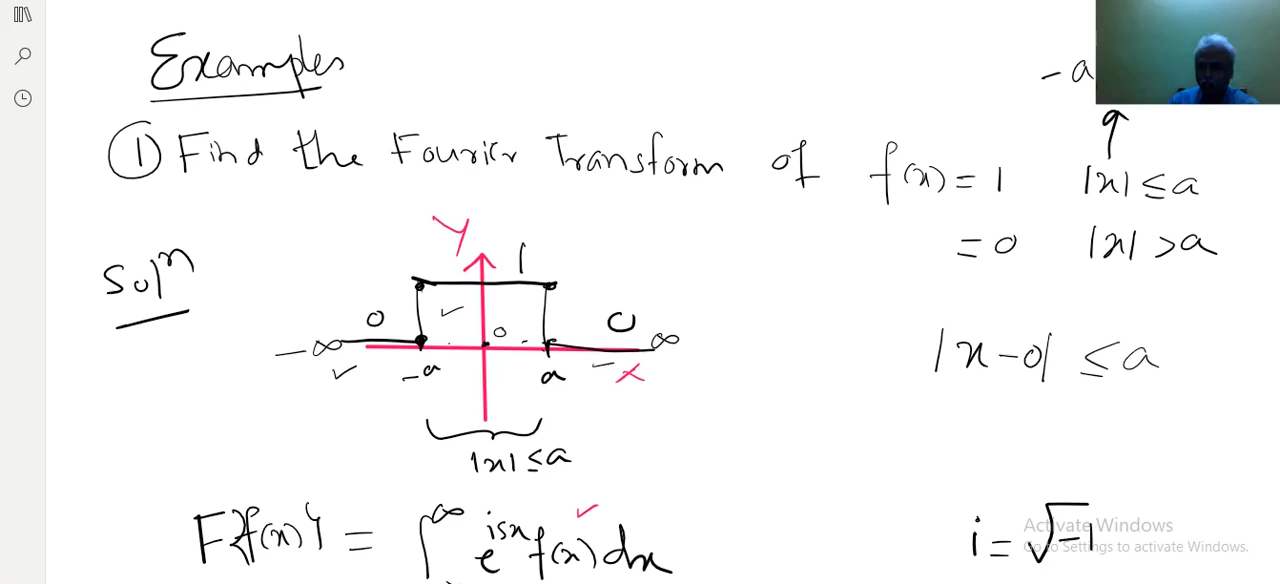 Examples
- a
① Find the Fourier Transform of f(x) = 1 |x| ≤ a
= 0 |x| > a
Solⁿ
Y
1
0 0 0
- ∞ ∞
-a a X
|x - 0| ≤ a
|x| ≤ a
F{f(x)} = ∫^∞ e^isx f(x) dx
i = √-1
Activate Windows
Go to Settings to activate Windows.